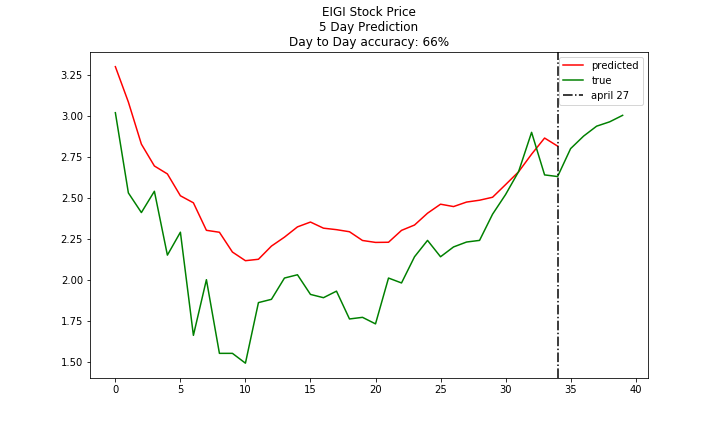 EIGI Stock Price
5 Day Prediction
Day to Day accuracy: 66%
predicted
true
april 27
3.25
3.00
2.75
2.50
2.25
2.00
1.75
1.50
0 5 10 15 20 25 30 35 40